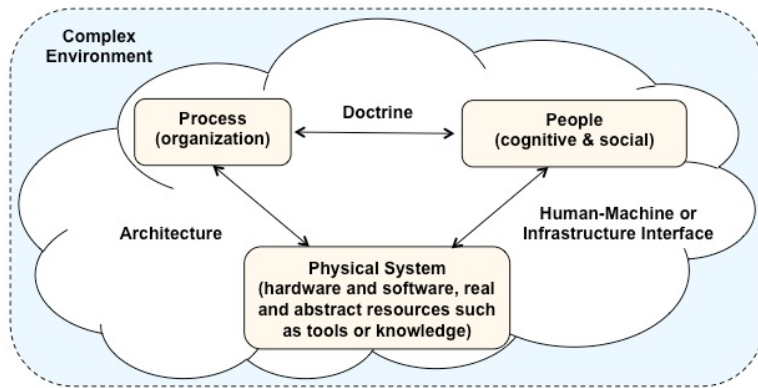 Complex
Environment
Process
(organization)
Doctrine
People
(cognitive & social)
Architecture
Human-Machine or
Infrastructure Interface
Physical System
(hardware and software, real
and abstract resources such
as tools or knowledge)